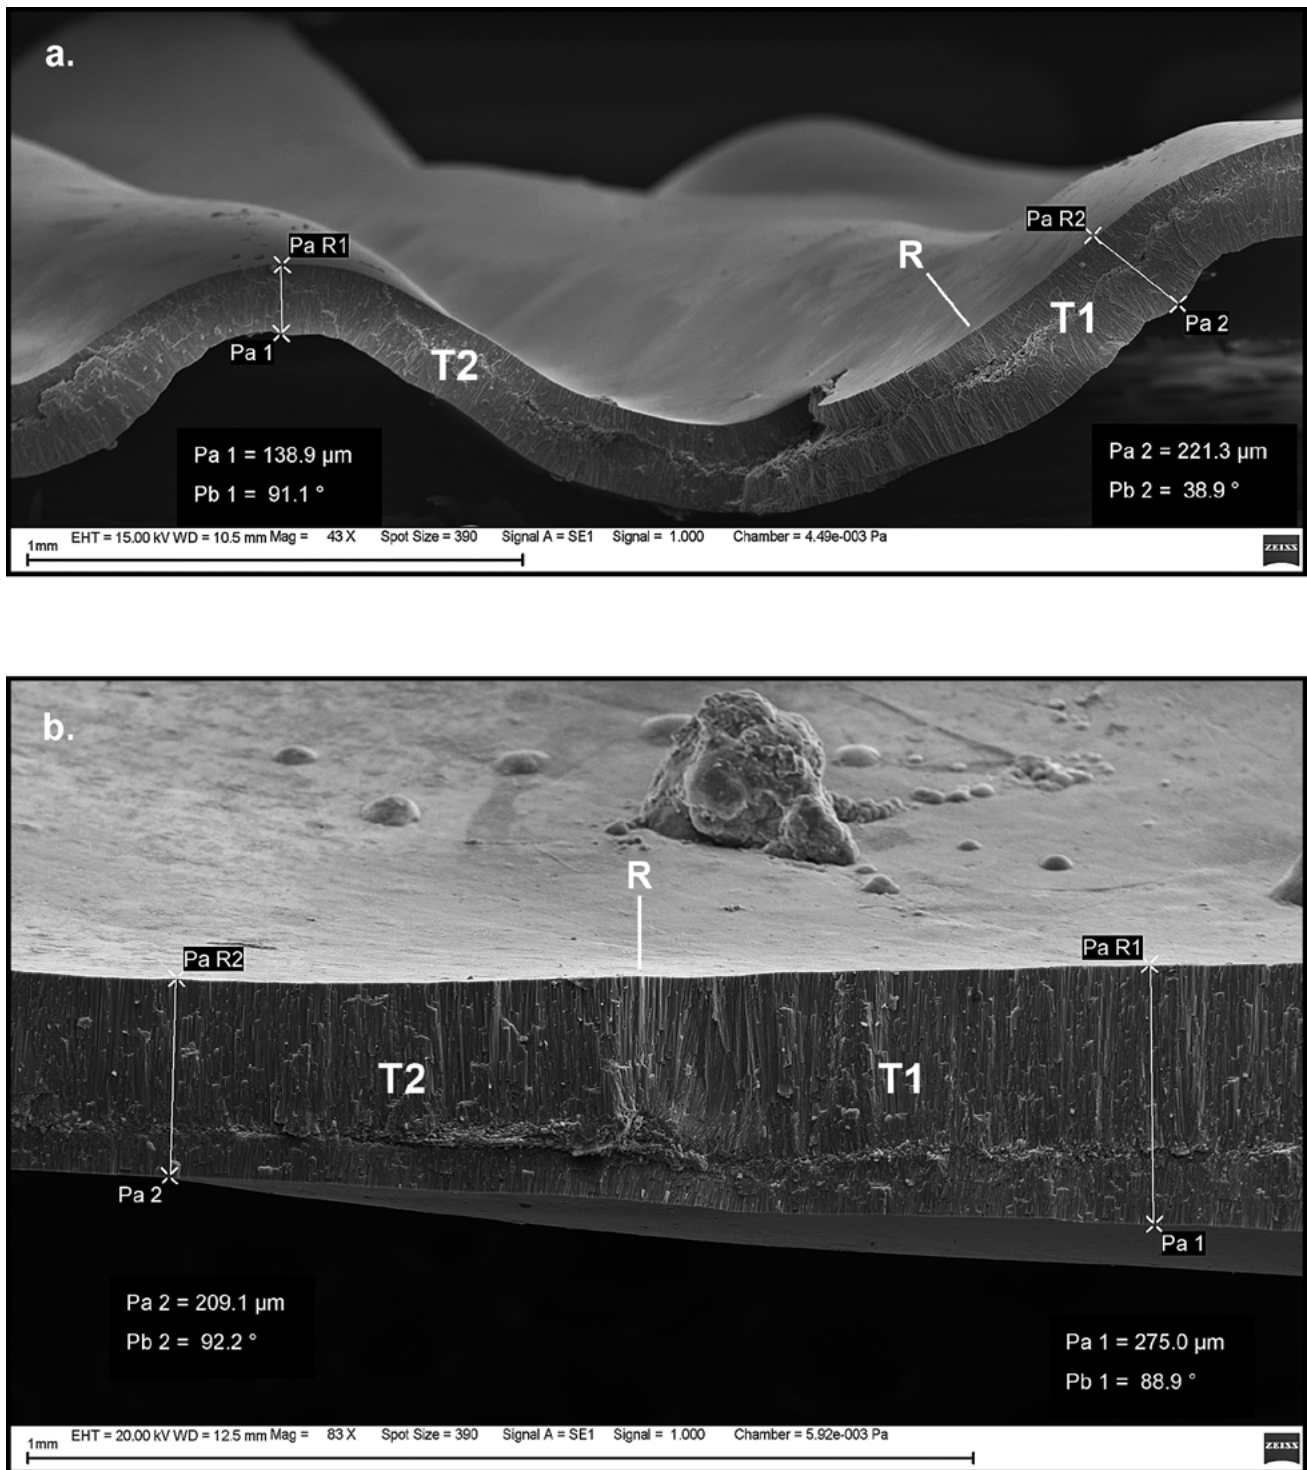 a.
Pa R1
Pa 1
T2
R
Pa R2
T1
Pa 2
Pa 1 = 138.9 µm
Pb 1 = 91.1 °
Pa 2 = 221.3 µm
Pb 2 = 38.9 °
1mm EHT = 15.00 kV WD = 10.5 mm Mag = 43 X Spot Size = 390 Signal A = SE1 Signal = 1.000 Chamber = 4.49e-003 Pa
ZEISS
b.
R
Pa R2
Pa R1
T2
T1
Pa 2
Pa 1
Pa 2 = 209.1 µm
Pb 2 = 92.2 °
Pa 1 = 275.0 µm
Pb 1 = 88.9 °
1mm EHT = 20.00 kV WD = 12.5 mm Mag = 83 X Spot Size = 390 Signal A = SE1 Signal = 1.000 Chamber = 5.92e-003 Pa
ZEISS